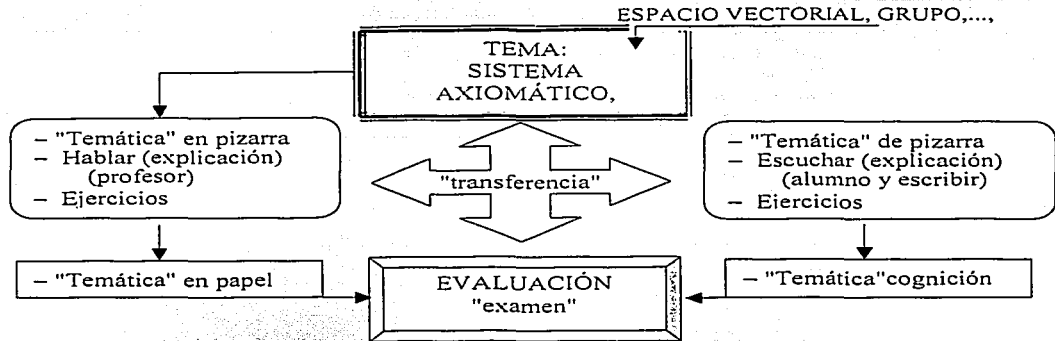 ESPACIO VECTORIAL, GRUPO,...,
TEMA:
SISTEMA
AXIOMÁTICO,
– "Temática" en pizarra
– Hablar (explicación)
(profesor)
– Ejercicios
"transferencia"
– "Temática" de pizarra
– Escuchar (explicación)
(alumno y escribir)
– Ejercicios
– "Temática" en papel
EVALUACIÓN
"examen"
– "Temática"cognición